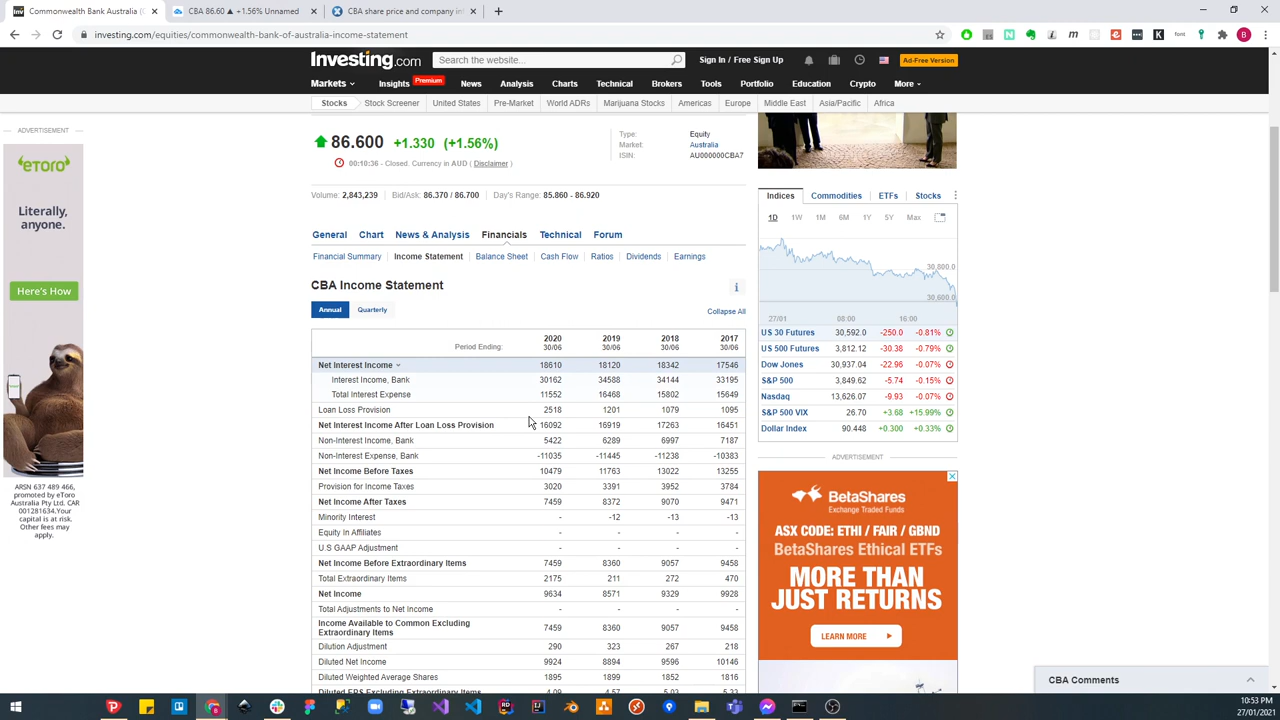 Commonwealth Bank Australia (
CBA 86.60 ▲ +1.56% Unnamed
CBA share price and company in
investing.com/equities/commonwealth-bank-of-australia-income-statement
Investing.com
Search the website...
Sign In / Free Sign Up
Ad-Free Version
Markets
Insights
Premium
News
Analysis
Charts
Technical
Brokers
Tools
Portfolio
Education
Crypto
More
Stocks
Stock Screener
United States
Pre-Market
World ADRs
Marijuana Stocks
Americas
Europe
Middle East
Asia/Pacific
Africa
ADVERTISEMENT
eToro
Literally,
anyone.
Here's How
ARSN 637 489 466,
promoted by eToro
Australia Pty Ltd. CAR
001281634.Your
capital is at risk.
Other fees may
apply.
86.600 +1.330 (+1.56%)
00:10:36 - Closed. Currency in AUD ( Disclaimer )
Type: Equity
Market: Australia
ISIN: AU000000CBA7
Volume: 2,843,239 Bid/Ask: 86.370 / 86.700 Day's Range: 85.860 - 86.920
General Chart News & Analysis Financials Technical Forum
Financial Summary Income Statement Balance Sheet Cash Flow Ratios Dividends Earnings
CBA Income Statement
Annual Quarterly
Collapse All
Period Ending: 2020 30/06 2019 30/06 2018 30/06 2017 30/06
Net Interest Income 18610 18120 18342 17546
Interest Income, Bank 30162 34588 34144 33195
Total Interest Expense 11552 16468 15802 15649
Loan Loss Provision 2518 1201 1079 1095
Net Interest Income After Loan Loss Provision 16092 16919 17263 16451
Non-Interest Income, Bank 5422 6289 6997 7187
Non-Interest Expense, Bank -11035 -11445 -11238 -10383
Net Income Before Taxes 10479 11763 13022 13255
Provision for Income Taxes 3020 3391 3952 3784
Net Income After Taxes 7459 8372 9070 9471
Minority Interest - -12 -13 -13
Equity In Affiliates - - - -
U.S GAAP Adjustment - - - -
Net Income Before Extraordinary Items 7459 8360 9057 9458
Total Extraordinary Items 2175 211 272 470
Net Income 9634 8571 9329 9928
Total Adjustments to Net Income - - - -
Income Available to Common Excluding
Extraordinary Items 7459 8360 9057 9458
Dilution Adjustment 290 323 267 218
Diluted Net Income 9924 8894 9596 10146
Diluted Weighted Average Shares 1895 1899 1852 1816
Diluted EPS Excluding Extraordinary Items 4.09 4.57 5.03 5.33
Indices Commodities ETFs Stocks
1D 1W 1M 6M 1Y 5Y Max
30,800.0
30,600.0
27/01 08:00 16:00
US 30 Futures 30,592.0 -250.0 -0.81%
US 500 Futures 3,812.12 -30.38 -0.79%
Dow Jones 30,937.04 -22.96 -0.07%
S&P 500 3,849.62 -5.74 -0.15%
Nasdaq 13,626.07 -9.93 -0.07%
S&P 500 VIX 26.70 +3.68 +15.99%
Dollar Index 90.448 +0.300 +0.33%
ADVERTISEMENT
BetaShares
Exchange Traded Funds
ASX CODE: ETHI / FAIR / GBND
BetaShares Ethical ETFs
MORE THAN
JUST RETURNS
LEARN MORE
CBA Comments
10:53 PM
27/01/2021